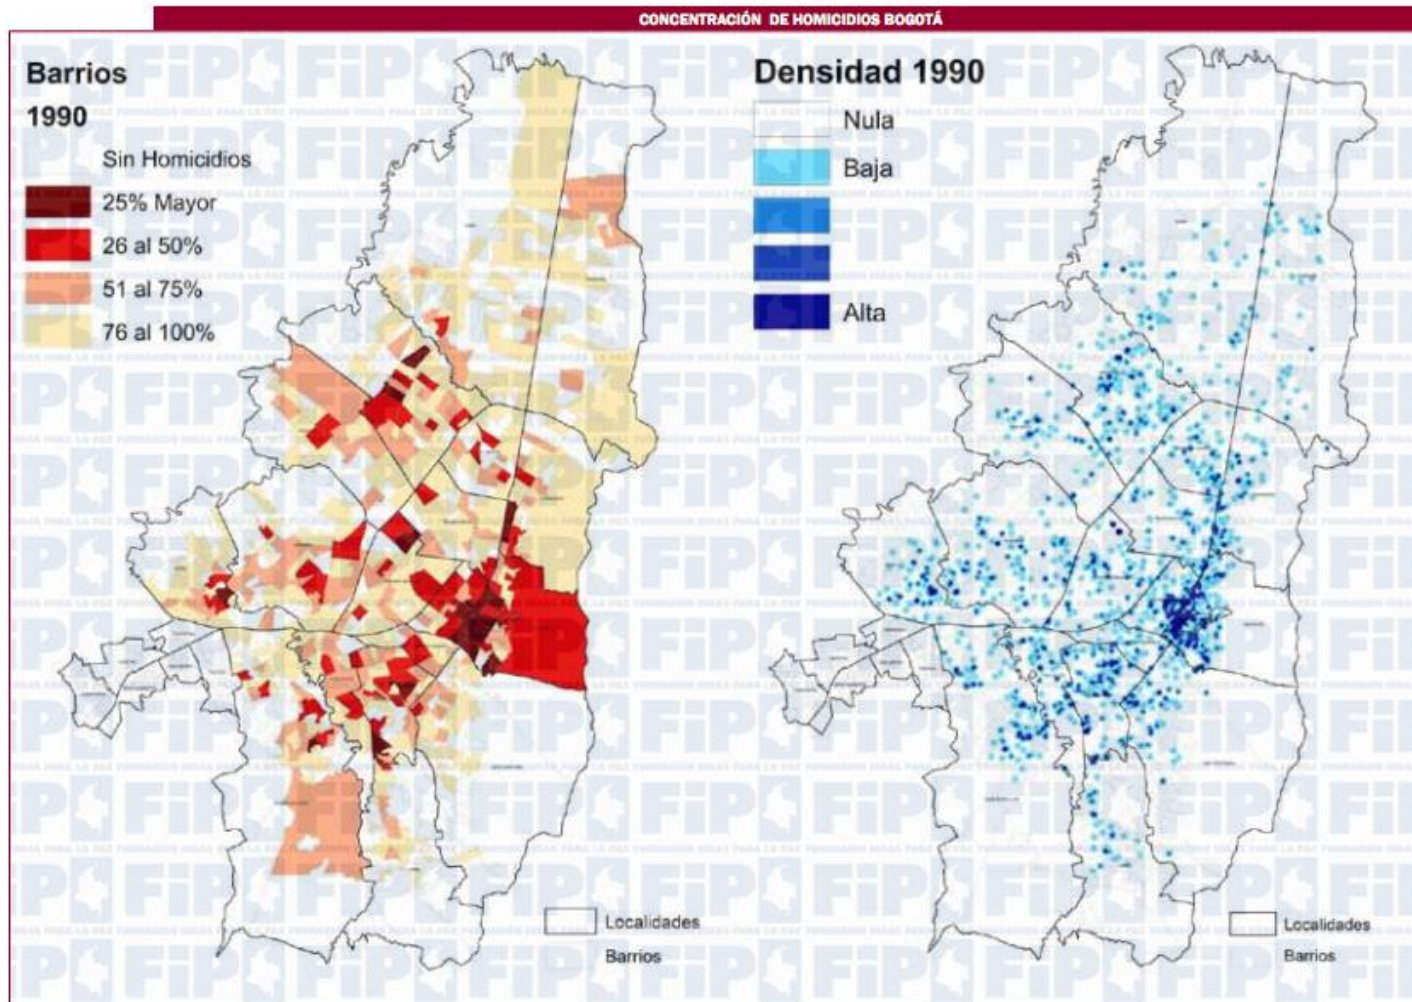 CONCENTRACIÓN DE HOMICIDIOS BOGOTÁ
Barrios
1990
Sin Homicidios
25% Mayor
26 al 50%
51 al 75%
76 al 100%
Localidades
Barrios
Densidad 1990
Nula
Baja
Alta
Localidades
Barrios
FiP